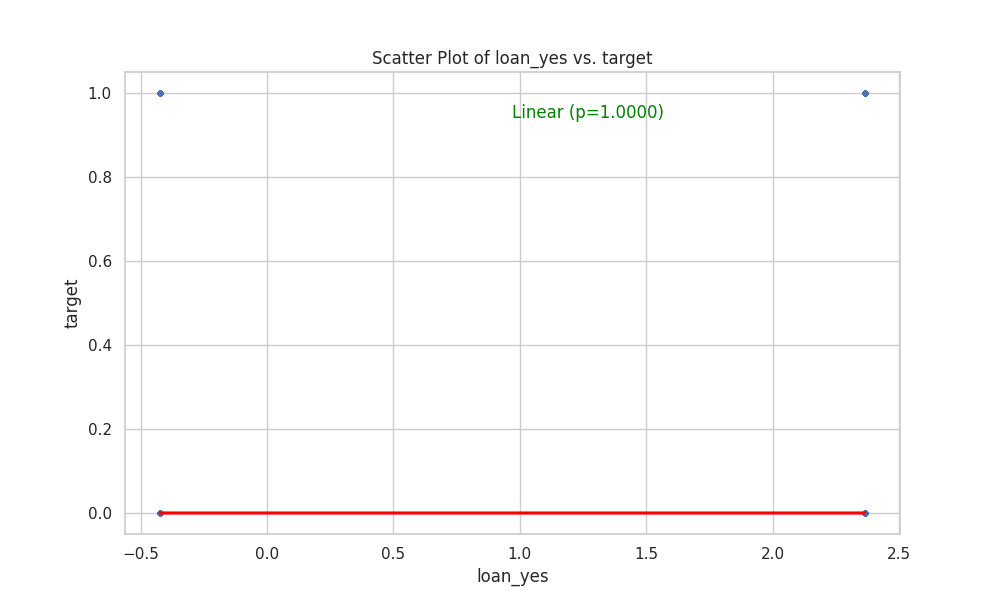 Scatter Plot of loan_yes vs. target
Linear (p=1.0000)
target
1.0
0.8
0.6
0.4
0.2
0.0
−0.5 0.0 0.5 1.0 1.5 2.0 2.5
loan_yes